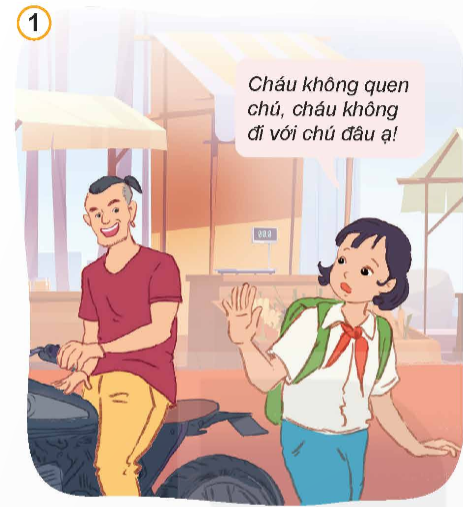 1
Cháu không quen
chú, cháu không
đi với chú đâu ạ!